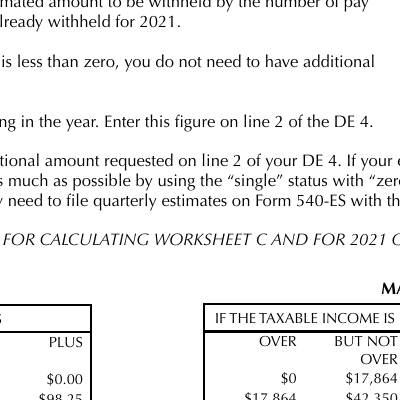 mated amount to be withheld by the number of pay
lready withheld for 2021.
is less than zero, you do not need to have additional
ng in the year. Enter this figure on line 2 of the DE 4.
tional amount requested on line 2 of your DE 4. If your e
s much as possible by using the “single” status with “zer
y need to file quarterly estimates on Form 540-ES with th
FOR CALCULATING WORKSHEET C AND FOR 2021 O
MA
S
IF THE TAXABLE INCOME IS
PLUS
OVER BUT NOT
OVER
$0.00 $0 $17,864
$98.25 $17,864 $42,350